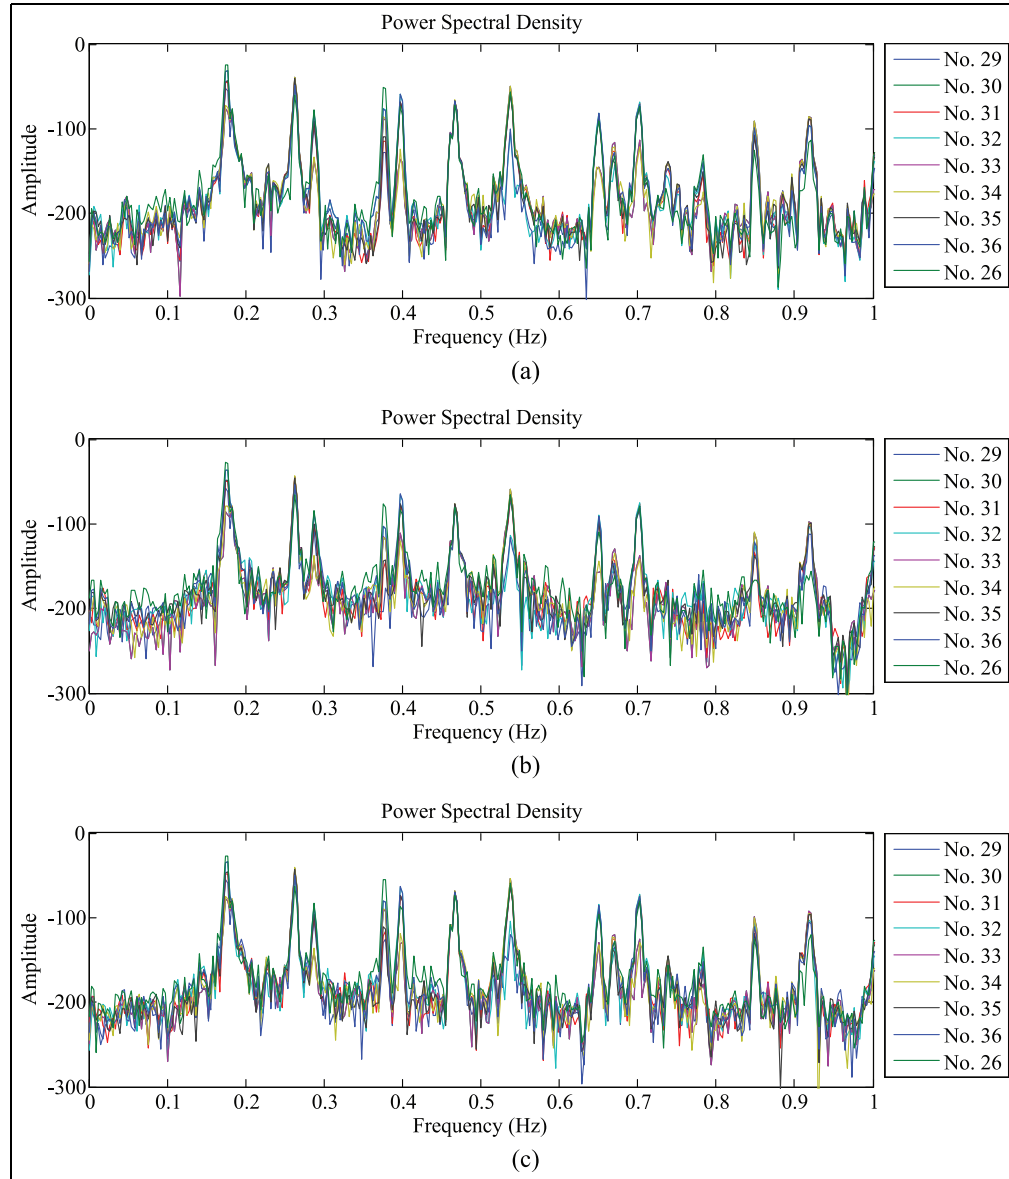 Power Spectral Density
0
-100
-200
-300
Amplitude
0 0.1 0.2 0.3 0.4 0.5 0.6 0.7 0.8 0.9 1
Frequency (Hz)
No. 29
No. 30
No. 31
No. 32
No. 33
No. 34
No. 35
No. 36
No. 26
(a)
Power Spectral Density
0
-100
-200
-300
Amplitude
0 0.1 0.2 0.3 0.4 0.5 0.6 0.7 0.8 0.9 1
Frequency (Hz)
No. 29
No. 30
No. 31
No. 32
No. 33
No. 34
No. 35
No. 36
No. 26
(b)
Power Spectral Density
0
-100
-200
-300
Amplitude
0 0.1 0.2 0.3 0.4 0.5 0.6 0.7 0.8 0.9 1
Frequency (Hz)
No. 29
No. 30
No. 31
No. 32
No. 33
No. 34
No. 35
No. 36
No. 26
(c)